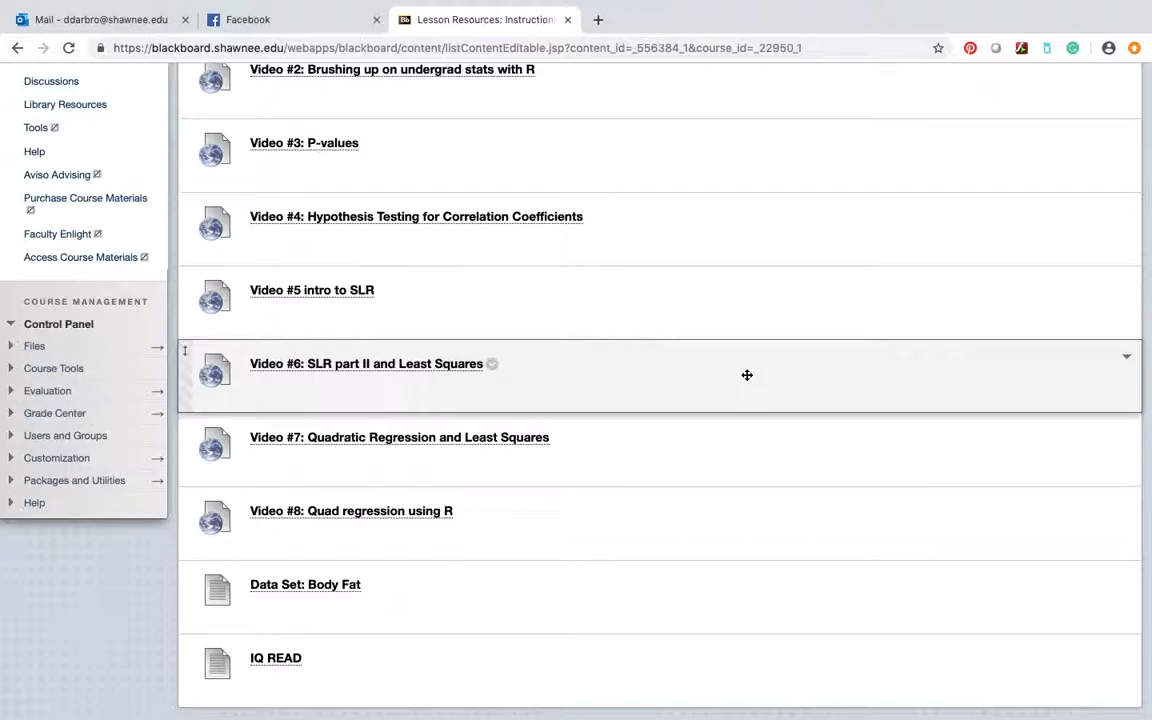 Mail - ddarbro@shawnee.edu
Facebook
Bb Lesson Resources: Instruction
https://blackboard.shawnee.edu/webapps/blackboard/content/listContentEditable.jsp?content_id=_556384_1&course_id=_22950_1
Discussions
Library Resources
Tools
Help
Aviso Advising
Purchase Course Materials
Faculty Enlight
Access Course Materials
COURSE MANAGEMENT
Control Panel
Files
Course Tools
Evaluation
Grade Center
Users and Groups
Customization
Packages and Utilities
Help
Video #2: Brushing up on undergrad stats with R
Video #3: P-values
Video #4: Hypothesis Testing for Correlation Coefficients
Video #5 intro to SLR
Video #6: SLR part II and Least Squares
Video #7: Quadratic Regression and Least Squares
Video #8: Quad regression using R
Data Set: Body Fat
IQ READ